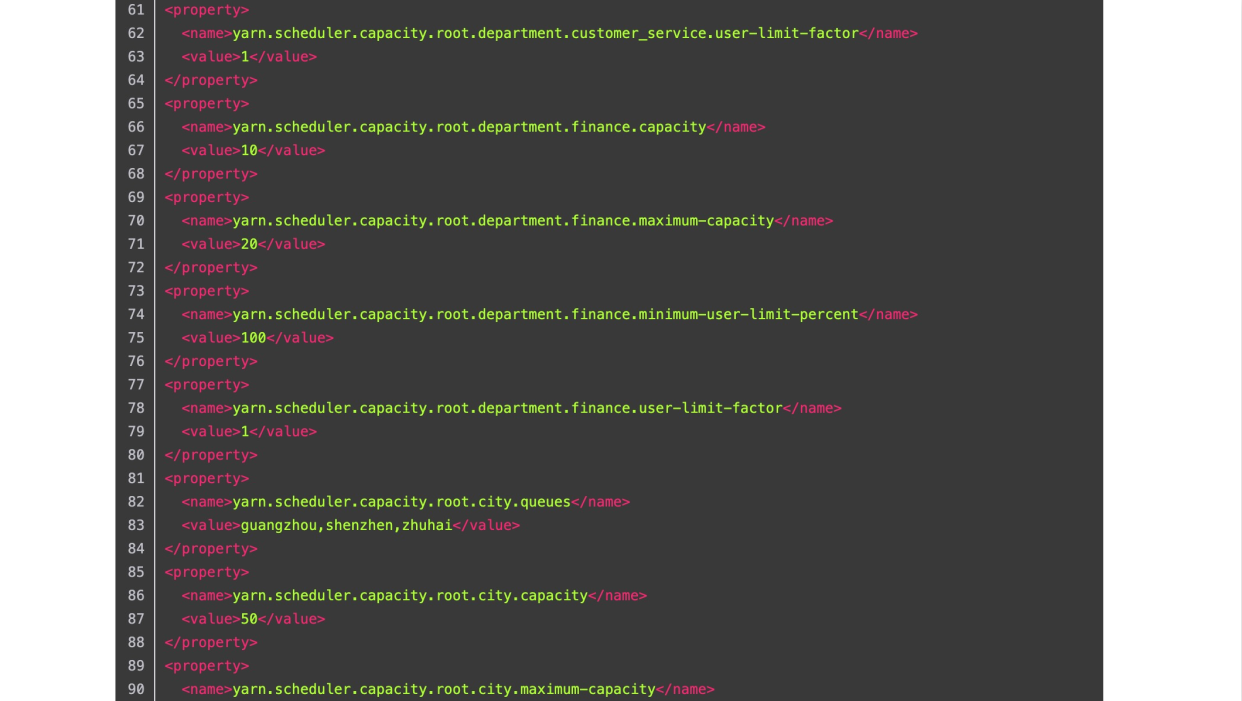 61 <property>
62 <name>yarn.scheduler.capacity.root.department.customer_service.user-limit-factor</name>
63 <value>1</value>
64 </property>
65 <property>
66 <name>yarn.scheduler.capacity.root.department.finance.capacity</name>
67 <value>10</value>
68 </property>
69 <property>
70 <name>yarn.scheduler.capacity.root.department.finance.maximum-capacity</name>
71 <value>20</value>
72 </property>
73 <property>
74 <name>yarn.scheduler.capacity.root.department.finance.minimum-user-limit-percent</name>
75 <value>100</value>
76 </property>
77 <property>
78 <name>yarn.scheduler.capacity.root.department.finance.user-limit-factor</name>
79 <value>1</value>
80 </property>
81 <property>
82 <name>yarn.scheduler.capacity.root.city.queues</name>
83 <value>guangzhou,shenzhen,zhuhai</value>
84 </property>
85 <property>
86 <name>yarn.scheduler.capacity.root.city.capacity</name>
87 <value>50</value>
88 </property>
89 <property>
90 <name>yarn.scheduler.capacity.root.city.maximum-capacity</name>